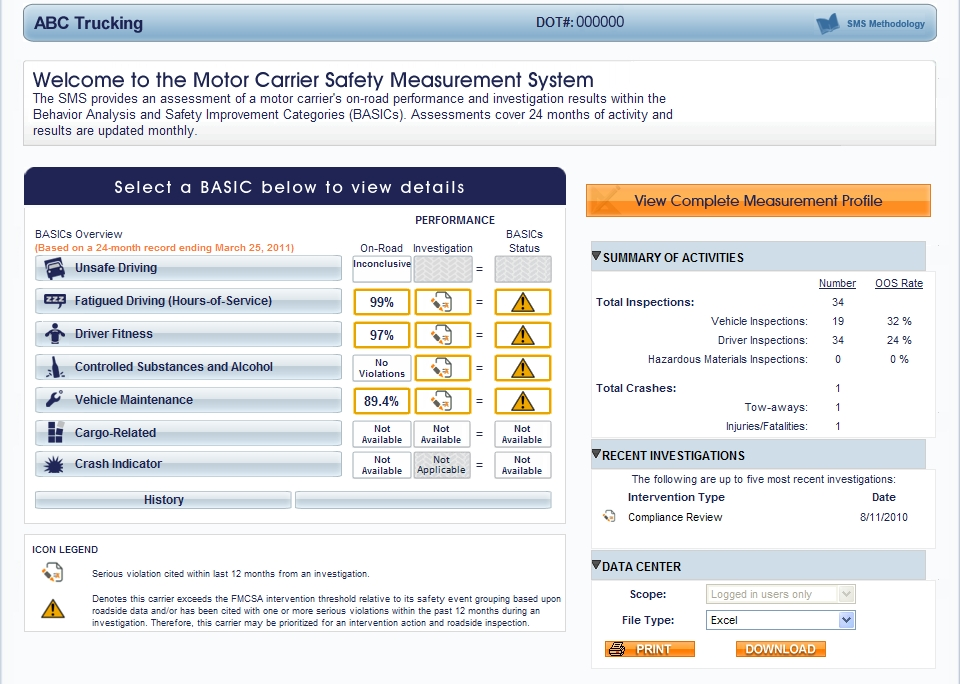 ABC Trucking
DOT#: 000000
SMS Methodology
Welcome to the Motor Carrier Safety Measurement System
The SMS provides an assessment of a motor carrier's on-road performance and investigation results within the
Behavior Analysis and Safety Improvement Categories (BASICs). Assessments cover 24 months of activity and
results are updated monthly.
Select a BASIC below to view details
PERFORMANCE
BASICs Overview
(Based on a 24-month record ending March 25, 2011)
On-Road Investigation
BASICs
Status
Unsafe Driving
Inconclusive
=
ZZZ
Fatigued Driving (Hours-of-Service)
99%
=
Driver Fitness
97%
=
Controlled Substances and Alcohol
No
Violations
=
Vehicle Maintenance
89.4%
=
Cargo-Related
Not
Available
Not
Available
=
Not
Available
Crash Indicator
Not
Available
Not
Applicable
=
Not
Available
History
ICON LEGEND
Serious violation cited within last 12 months from an investigation.
Denotes this carrier exceeds the FMCSA intervention threshold relative to its safety event grouping based upon
roadside data and/or has been cited with one or more serious violations within the past 12 months during an
investigation. Therefore, this carrier may be prioritized for an intervention action and roadside inspection.
View Complete Measurement Profile
SUMMARY OF ACTIVITIES
Number OOS Rate
Total Inspections: 34
Vehicle Inspections: 19 32 %
Driver Inspections: 34 24 %
Hazardous Materials Inspections: 0 0 %
Total Crashes: 1
Tow-aways: 1
Injuries/Fatalities: 1
RECENT INVESTIGATIONS
The following are up to five most recent investigations:
Intervention Type Date
Compliance Review 8/11/2010
DATA CENTER
Scope: Logged in users only
File Type: Excel
PRINT
DOWNLOAD